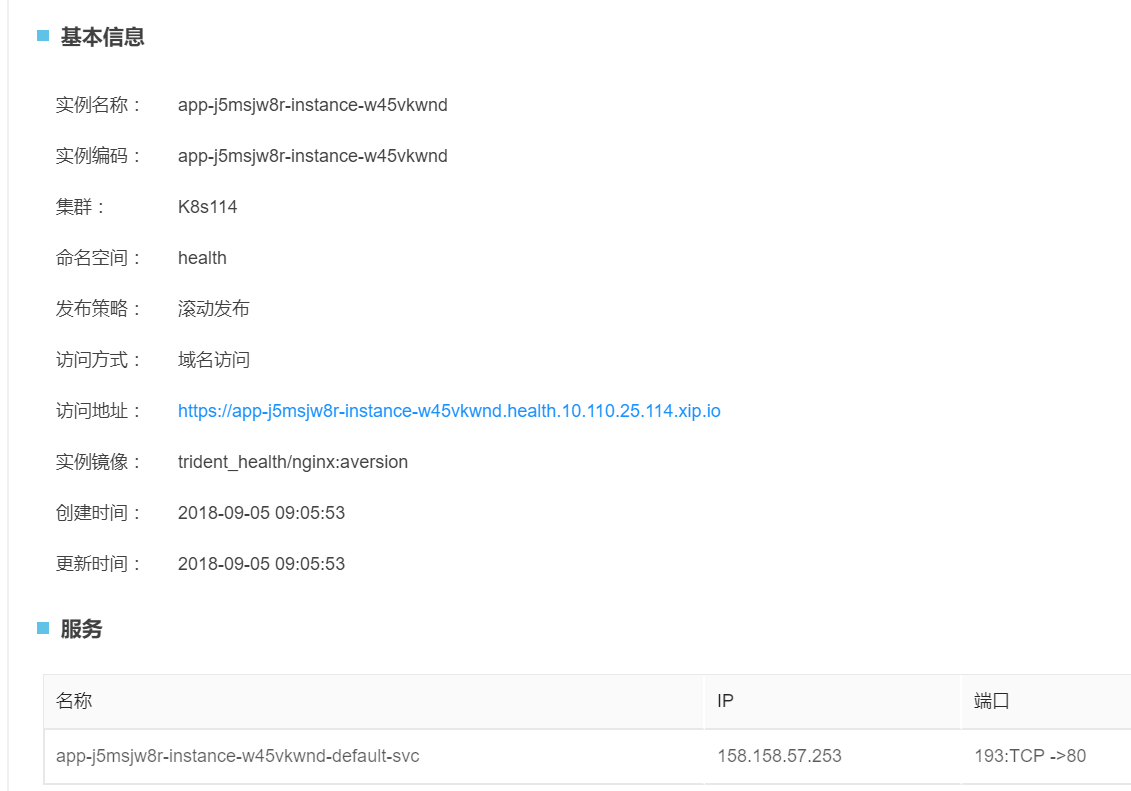 基本信息
实例名称： app-j5msjw8r-instance-w45vkwnd
实例编码： app-j5msjw8r-instance-w45vkwnd
集群： K8s114
命名空间： health
发布策略： 滚动发布
访问方式： 域名访问
访问地址： https://app-j5msjw8r-instance-w45vkwnd.health.10.110.25.114.xip.io
实例镜像： trident_health/nginx:aversion
创建时间： 2018-09-05 09:05:53
更新时间： 2018-09-05 09:05:53
服务
名称 IP 端口
app-j5msjw8r-instance-w45vkwnd-default-svc 158.158.57.253 193:TCP ->80